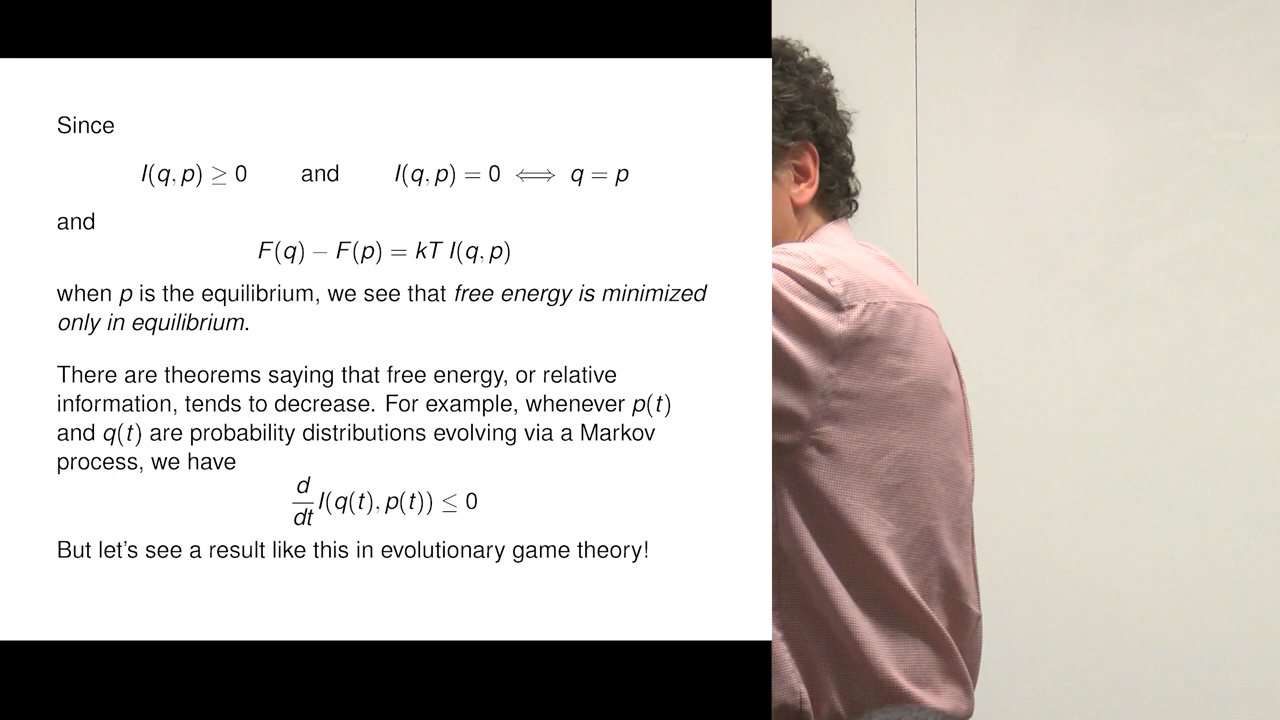 Since
I(q, p) ≥ 0 and I(q, p) = 0 ⟺ q = p
and
F(q) − F(p) = kT I(q, p)
when p is the equilibrium, we see that free energy is minimized
only in equilibrium.
There are theorems saying that free energy, or relative
information, tends to decrease. For example, whenever p(t)
and q(t) are probability distributions evolving via a Markov
process, we have
d/dt I(q(t), p(t)) ≤ 0
But let's see a result like this in evolutionary game theory!